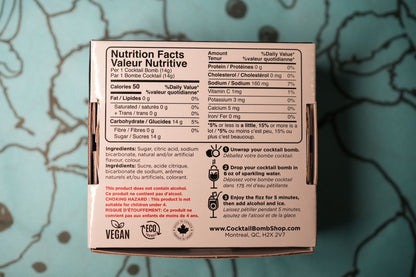 Nutrition Facts
Valeur Nutritive
Per 1 Cocktail Bomb (14g)
Par 1 Bombe Cocktail (14g)
Calories 50
% Daily Value*
% valeur quotidienne*
Fat / Lipides 0 g 0%
Saturated / saturés 0 g 0%
+ Trans / trans 0 g
Carbohydrate / Glucides 14 g 5%
Fibre / Fibres 0 g 0%
Sugar / Sucres 14 g
Amount
Teneur
%Daily Value*
%valeur quotidienne*
Protein / Protéines 0 g 0%
Cholesterol / Cholestérol 0 mg 0%
Sodium / Sodium 160 mg 7%
Vitamin C 1mg 1%
Potassium 3 mg 0%
Calcium 5 mg 0%
Iron/ Fer 0 mg 0%
*5% or less is a little, 15% or more is a
lot / *5% ou moins c'est peu, 15% ou
plus c'est beaucoup.
Ingredients: Sugar, citric acid, sodium
bicarbonate, natural and/or artificial
flavour, colour.
Ingrédients: Sucre, acide citrique,
bicarbonate de sodium, arômes
naturels et/ou artificiels, colorant.
This product does not contain alcohol.
Ce produit ne contient pas d'alcool.
CHOKING HAZARD : This product is not
suitable for children under 4.
RISQUE D'ÉTOUFFEMENT: Ce produit ne
contient pas aux enfants de moins de 4 ans.
VEGAN
ECO
1 Unwrap your cocktail bomb.
Déballez votre bombe cocktail.
2 Drop your cocktail bomb in
6 oz of sparkling water.
Déposez votre bombe cocktail
dans 175 ml d'eau pétillante.
3 Enjoy the fizz for 5 minutes,
then add alcohol and ice.
Laissez pétiller pendant 5 minutes,
ajoutez de l'alcool et de la glace.
www.CocktailBombShop.com
Montreal, QC, H2X 2V7